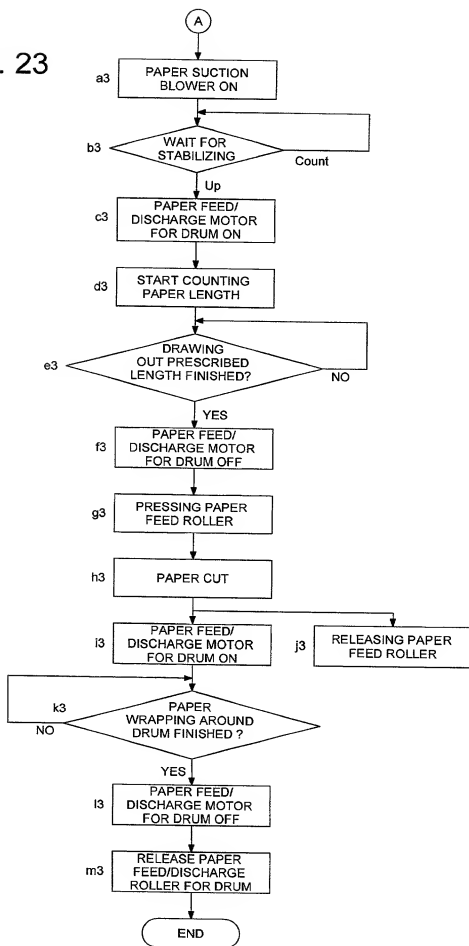 . 23
A
a3
PAPER SUCTION
BLOWER ON
b3
WAIT FOR
STABILIZING
Count
Up
c3
PAPER FEED/
DISCHARGE MOTOR
FOR DRUM ON
d3
START COUNTING
PAPER LENGTH
e3
DRAWING
OUT PRESCRIBED
LENGTH FINISHED?
NO
YES
f3
PAPER FEED/
DISCHARGE MOTOR
FOR DRUM OFF
g3
PRESSING PAPER
FEED ROLLER
h3
PAPER CUT
i3
PAPER FEED/
DISCHARGE MOTOR
FOR DRUM ON
j3
RELEASING PAPER
FEED ROLLER
k3
PAPER
WRAPPING AROUND
DRUM FINISHED ?
NO
YES
l3
PAPER FEED/
DISCHARGE MOTOR
FOR DRUM OFF
m3
RELEASE PAPER
FEED/DISCHARGE
ROLLER FOR DRUM
END